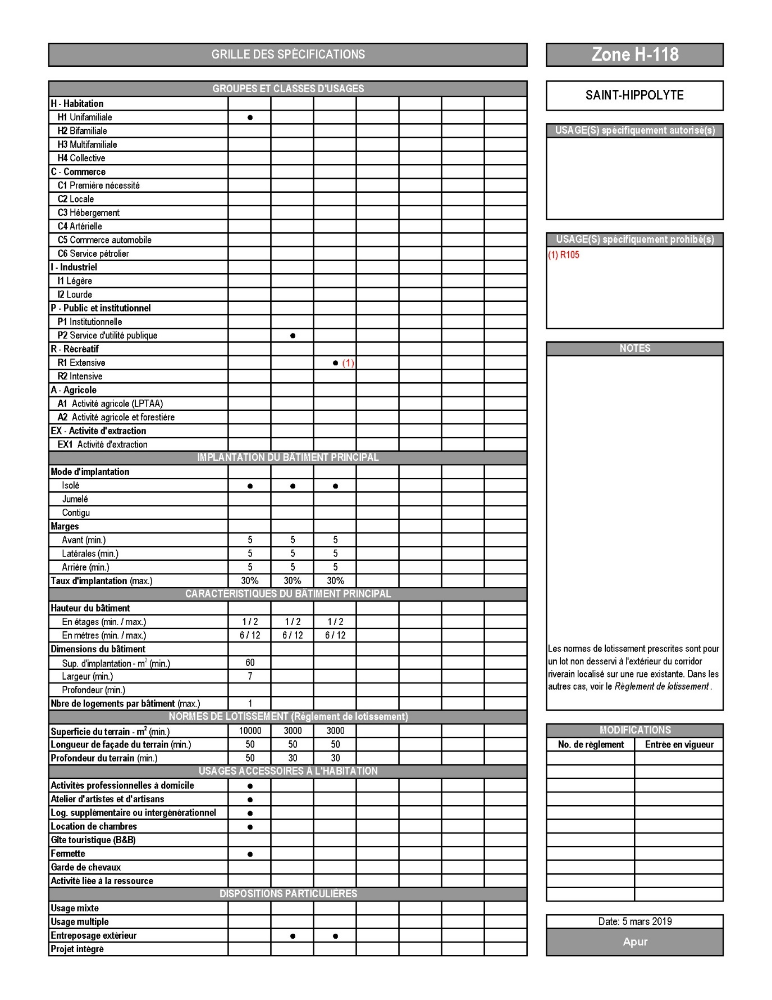 GRILLE DES SPÉCIFICATIONS
Zone H-118
GROUPES ET CLASSES D'USAGES
H - Habitation
H1 Unifamiliale ●
H2 Bifamiliale
H3 Multifamiliale
H4 Collective
C - Commerce
C1 Première nécessité
C2 Locale
C3 Hébergement
C4 Artérielle
C5 Commerce automobile
C6 Service pétrolier
I - Industriel
I1 Légère
I2 Lourde
P - Public et institutionnel
P1 Institutionnelle
P2 Service d'utilité publique ●
R - Récréatif
R1 Extensive ● (1)
R2 Intensive
A - Agricole
A1 Activité agricole (LPTAA)
A2 Activité agricole et forestière
EX - Activité d'extraction
EX1 Activité d'extraction
IMPLANTATION DU BÂTIMENT PRINCIPAL
Mode d'implantation
Isolé ● ● ●
Jumelé
Contigu
Marges
Avant (min.) 5 5 5
Latérales (min.) 5 5 5
Arrière (min.) 5 5 5
Taux d'implantation (max.) 30% 30% 30%
CARACTÉRISTIQUES DU BÂTIMENT PRINCIPAL
Hauteur du bâtiment
En étages (min. / max.) 1 / 2 1 / 2 1 / 2
En mètres (min. / max.) 6 / 12 6 / 12 6 / 12
Dimensions du bâtiment
Sup. d'implantation - m² (min.) 60
Largeur (min.) 7
Profondeur (min.)
Nbre de logements par bâtiment (max.) 1
NORMES DE LOTISSEMENT (Règlement de lotissement)
Superficie du terrain - m² (min.) 10000 3000 3000
Longueur de façade du terrain (min.) 50 50 50
Profondeur du terrain (min.) 50 30 30
USAGES ACCESSOIRES À L'HABITATION
Activités professionnelles à domicile ●
Atelier d'artistes et d'artisans ●
Log. supplémentaire ou intergénérationnel ●
Location de chambres ●
Gîte touristique (B&B)
Fermette ●
Garde de chevaux
Activité liée à la ressource
DISPOSITIONS PARTICULIÈRES
Usage mixte
Usage multiple
Entreposage extérieur ● ●
Projet intégré
SAINT-HIPPOLYTE
USAGE(S) spécifiquement autorisé(s)
USAGE(S) spécifiquement prohibé(s)
(1) R105
NOTES
Les normes de lotissement prescrites sont pour
un lot non desservi à l'extérieur du corridor
riverain localisé sur une rue existante. Dans les
autres cas, voir le Règlement de lotissement .
MODIFICATIONS
No. de règlement Entrée en vigueur
Date: 5 mars 2019
Apur